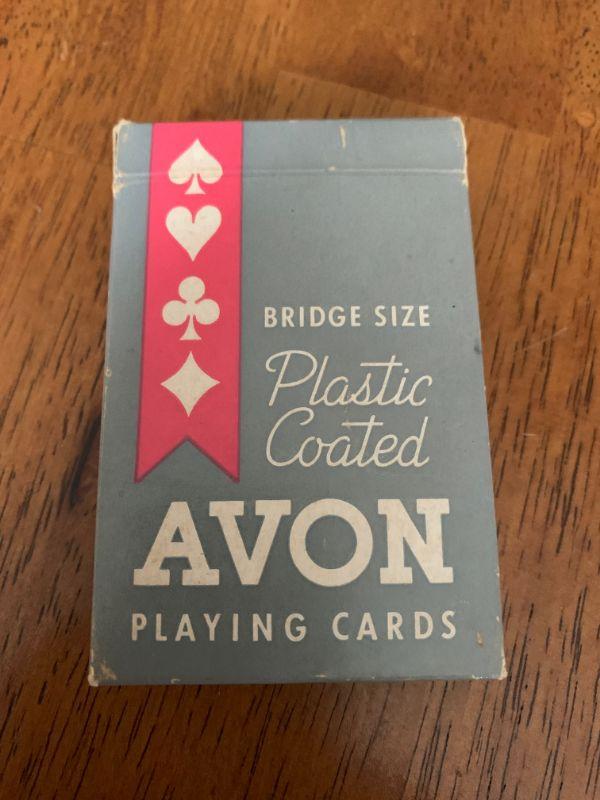 BRIDGE SIZE
Plastic
Coated
AVON
PLAYING CARDS